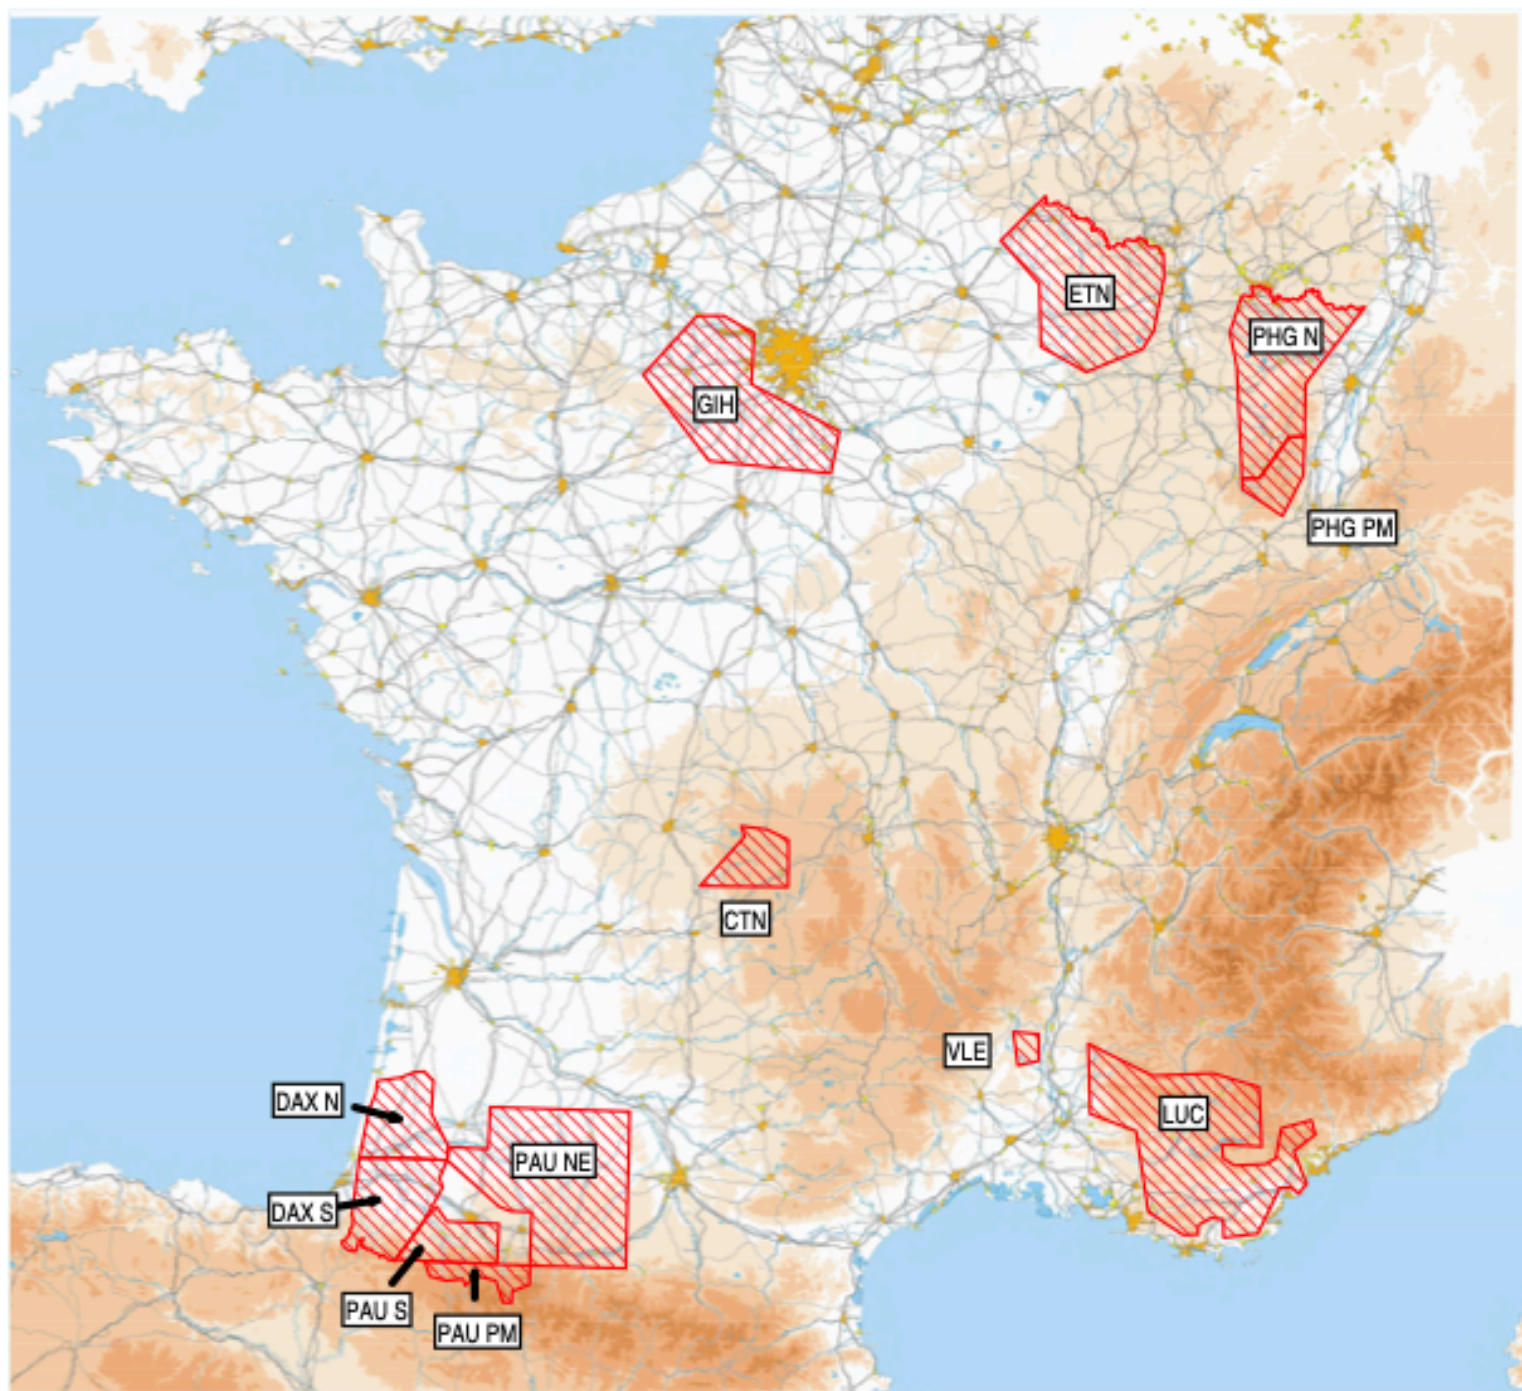 ETN
PHG N
GIH
PHG PM
CTN
VLE
DAX N
LUC
PAU NE
DAX S
PAU S
PAU PM